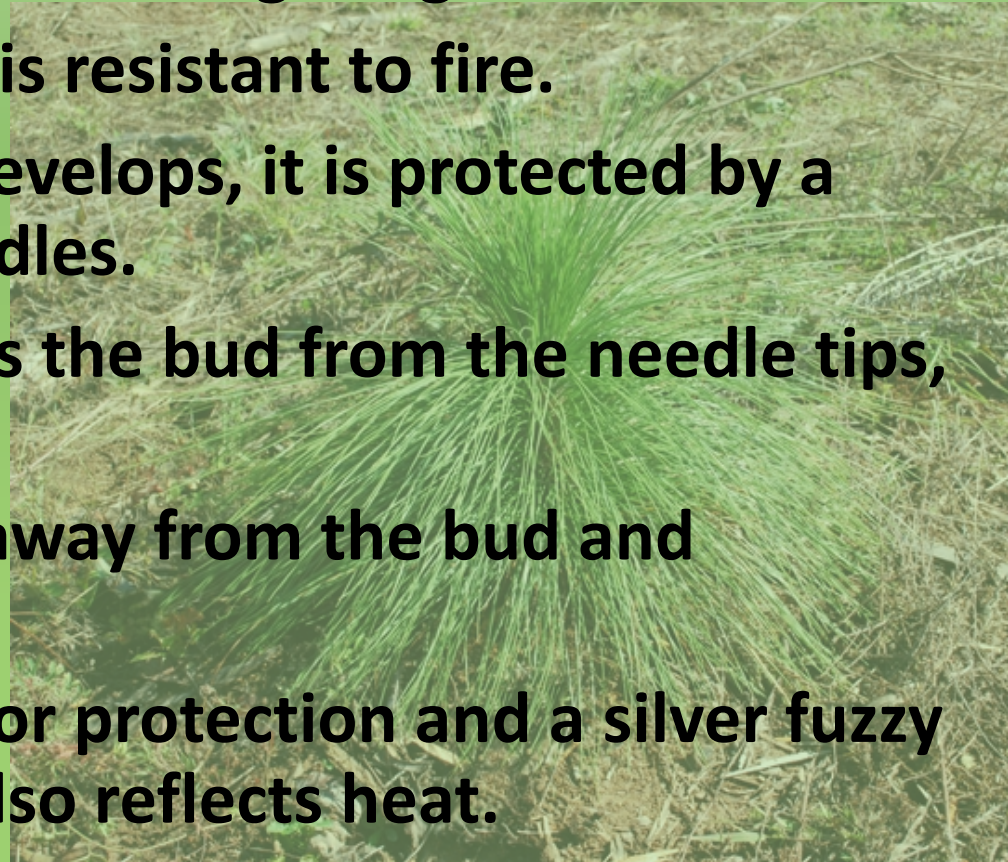 is resistant to fire.
evelops, it is protected by a
dles.
s the bud from the needle tips,
away from the bud and
or protection and a silver fuzzy
lso reflects heat.